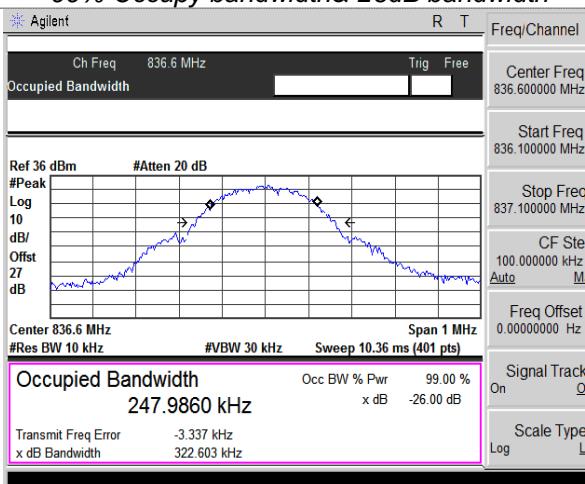 99% Occupy bandwidth& 26dB bandwidth
Agilent R T
Ch Freq 836.6 MHz Trig Free
Occupied Bandwidth
Ref 36 dBm #Atten 20 dB
#Peak
Log
10
dB/
Offst
27
dB
Center 836.6 MHz Span 1 MHz
#Res BW 10 kHz #VBW 30 kHz Sweep 10.36 ms (401 pts)
Occupied Bandwidth Occ BW % Pwr 99.00 %
247.9860 kHz x dB -26.00 dB
Transmit Freq Error -3.337 kHz
x dB Bandwidth 322.603 kHz
Freq/Channel
Center Freq
836.600000 MHz
Start Freq
836.100000 MHz
Stop Freq
837.100000 MHz
CF Ste
100.000000 kHz
Auto M
Freq Offset
0.00000000 Hz
Signal Track
On O
Scale Type
Log L